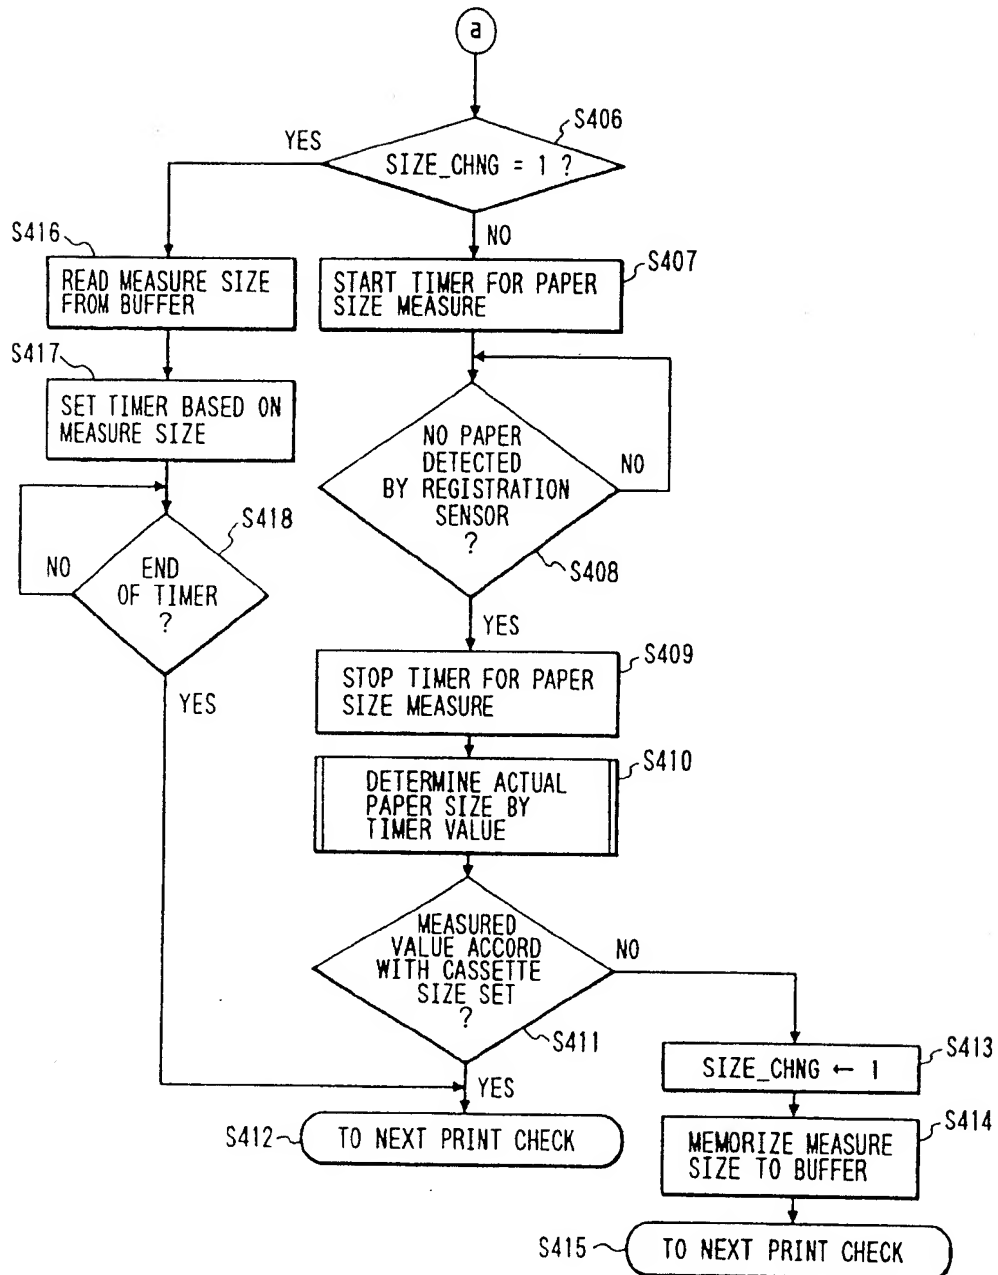 a
S406
YES
SIZE_CHNG = 1 ?
NO
S416
READ MEASURE SIZE
FROM BUFFER
S407
START TIMER FOR PAPER
SIZE MEASURE
S417
SET TIMER BASED ON
MEASURE SIZE
NO PAPER
DETECTED
BY REGISTRATION
SENSOR
?
NO
S408
S418
NO
END
OF TIMER
?
YES
YES
S409
STOP TIMER FOR PAPER
SIZE MEASURE
S410
DETERMINE ACTUAL
PAPER SIZE BY
TIMER VALUE
MEASURED
VALUE ACCORD
WITH CASSETTE
SIZE SET
?
NO
S411
YES
S413
SIZE_CHNG ← 1
S412
TO NEXT PRINT CHECK
S414
MEMORIZE MEASURE
SIZE TO BUFFER
S415
TO NEXT PRINT CHECK